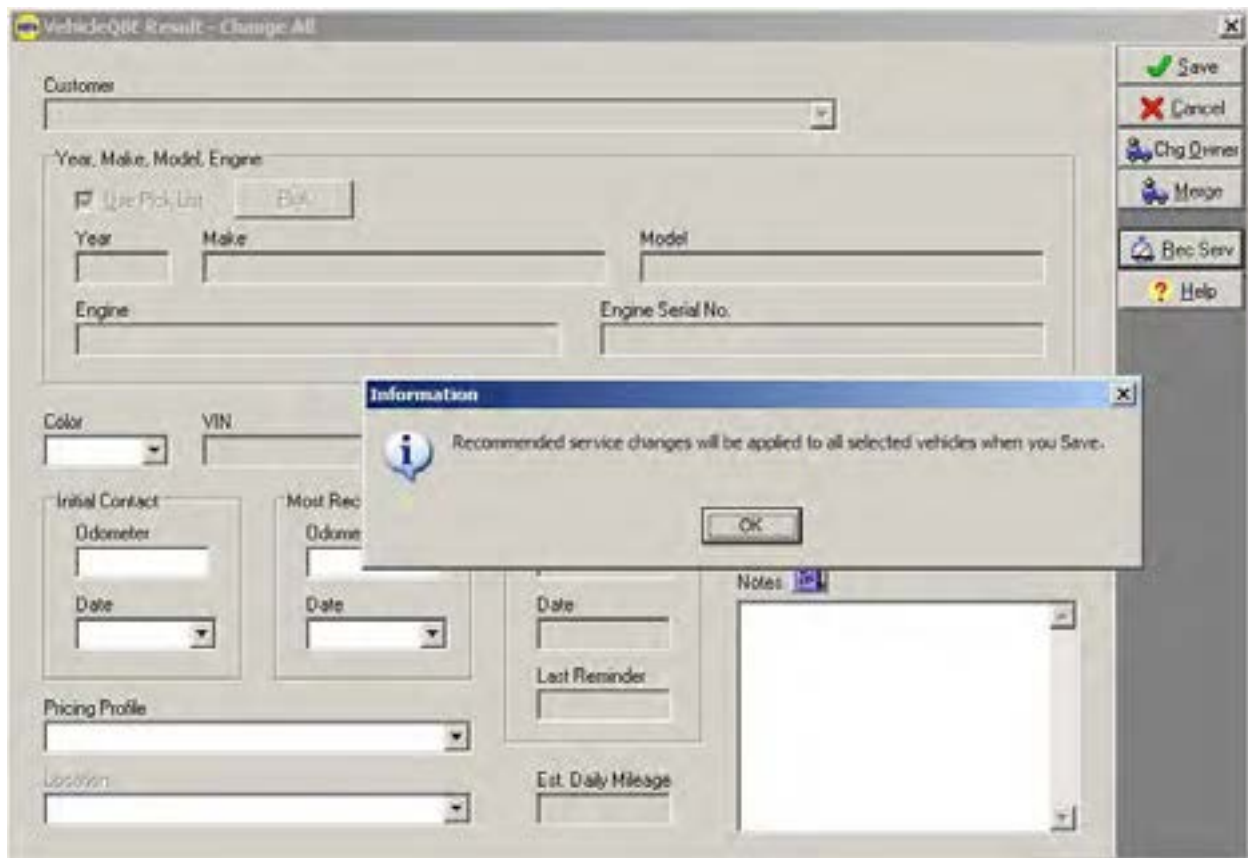 VehicleQBE Result - Change All
Save
Cancel
Chg Owner
Merge
Rec Serv
Help
Customer
Year, Make, Model, Engine
Use Pick List
Pick
Year Make Model
Engine Engine Serial No.
Information
Recommended service changes will be applied to all selected vehicles when you Save.
OK
Color VIN
Initial Contact Most Rec
Odometer Odome
Notes
Date Date Date
Last Reminder
Pricing Profile
Location
Est. Daily Mileage